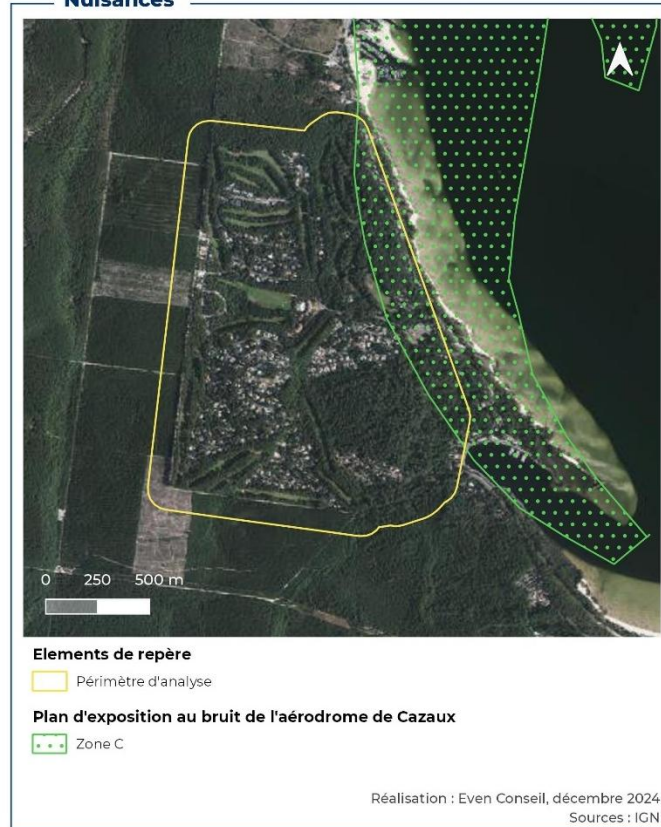 Nuisances
0 250 500 m
Elements de repère
Périmètre d'analyse
Plan d'exposition au bruit de l'aérodrome de Cazaux
Zone C
Réalisation : Even Conseil, décembre 2024
Sources : IGN